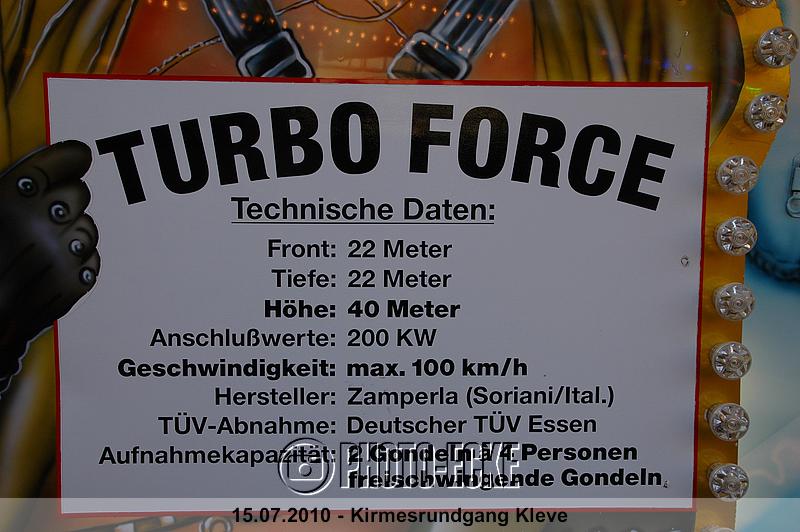 TURBO FORCE
Technische Daten:
Front: 22 Meter
Tiefe: 22 Meter
Höhe: 40 Meter
Anschlußwerte: 200 KW
Geschwindigkeit: max. 100 km/h
Hersteller: Zamperla (Soriani/Ital.)
TÜV-Abnahme: Deutscher TÜV Essen
Aufnahmekapazität: 2 Gondeln à 4 Personen
freischwingende Gondeln.
PHOTO-ECKE
15.07.2010 - Kirmesrundgang Kleve